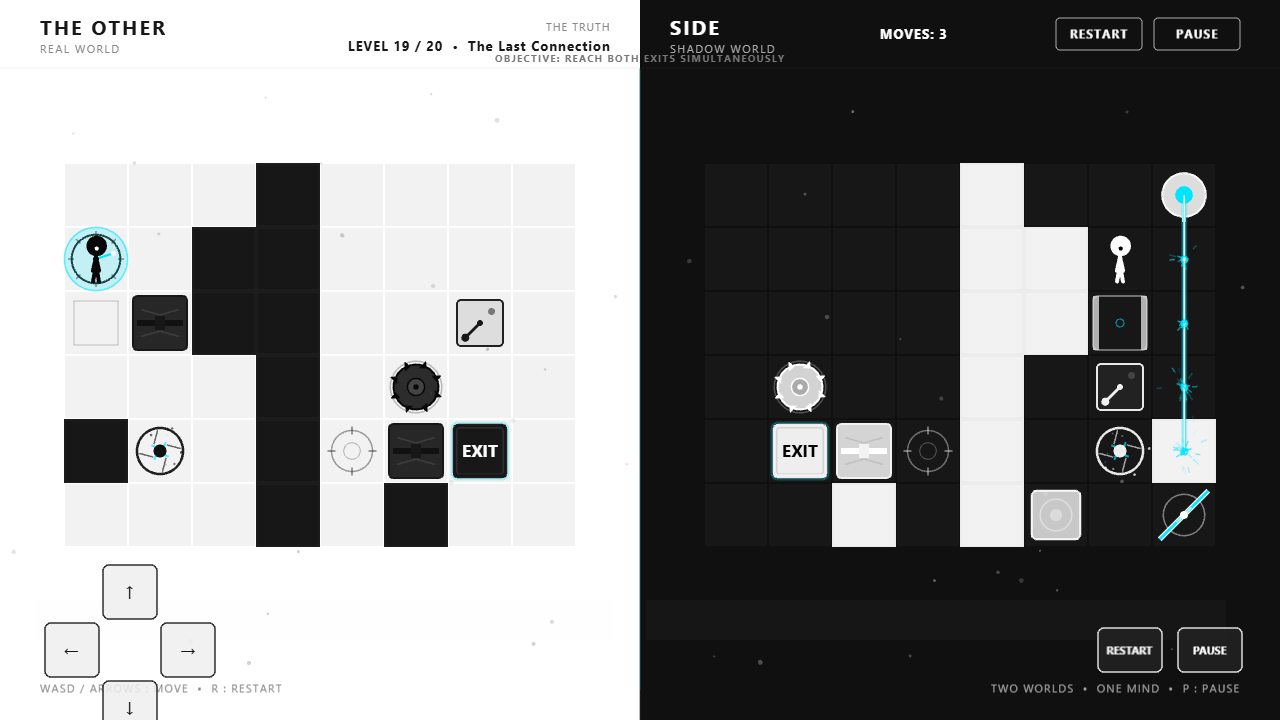 THE OTHER
REAL WORLD
THE TRUTH
LEVEL 19 / 20 • The Last Connection
OBJECTIVE: REACH BOTH EXITS SIMULTANEOUSLY
SIDE
SHADOW WORLD
MOVES: 3
RESTART
PAUSE
EXIT
EXIT
↑
← →
↓
WASD / ARROWS : MOVE • R : RESTART
RESTART
PAUSE
TWO WORLDS • ONE MIND • P : PAUSE